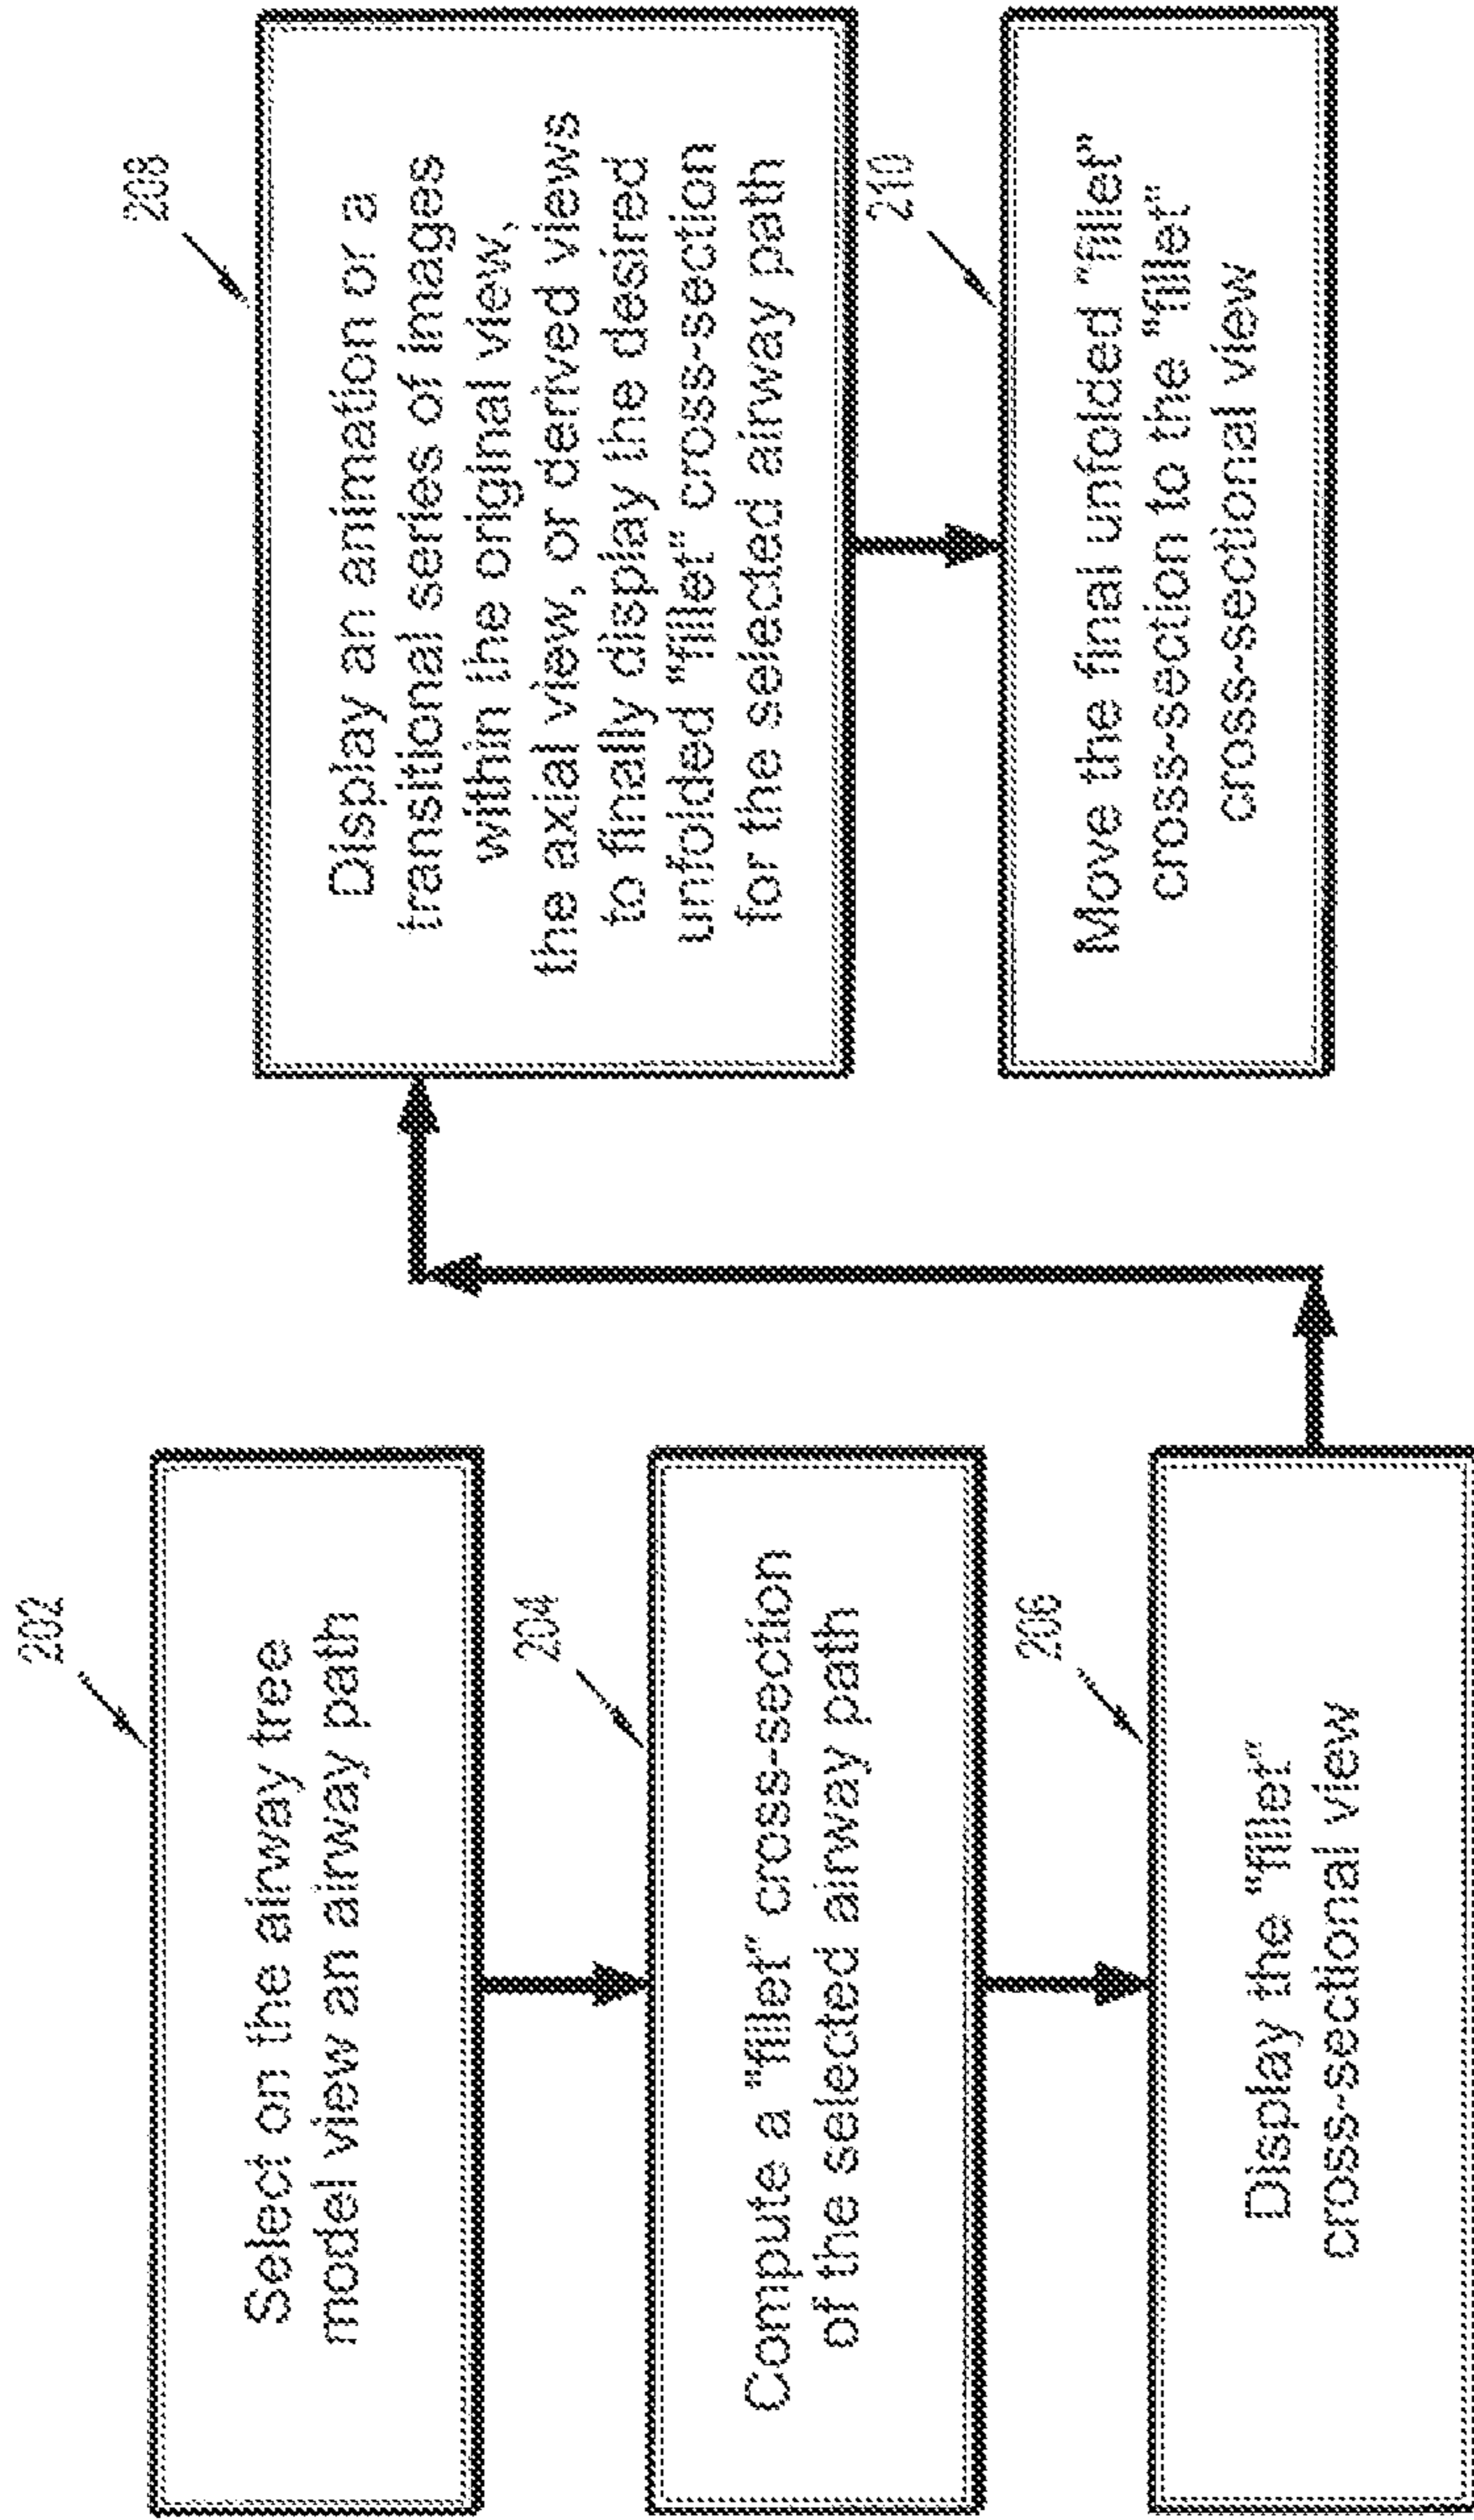 202
Select on the airway tree
model view an airway path
204
Compute a "fillet" cross-section
of the selected airway path
206
Display the "fillet"
cross-sectional view
208
Display an animation or a
transitional series of images
within the original view,
the axial view, or derived views
to finally display the desired
unfolded "fillet" cross-section
for the selected airway path
210
Move the final unfolded "fillet"
cross-section to the "fillet"
cross-sectional view